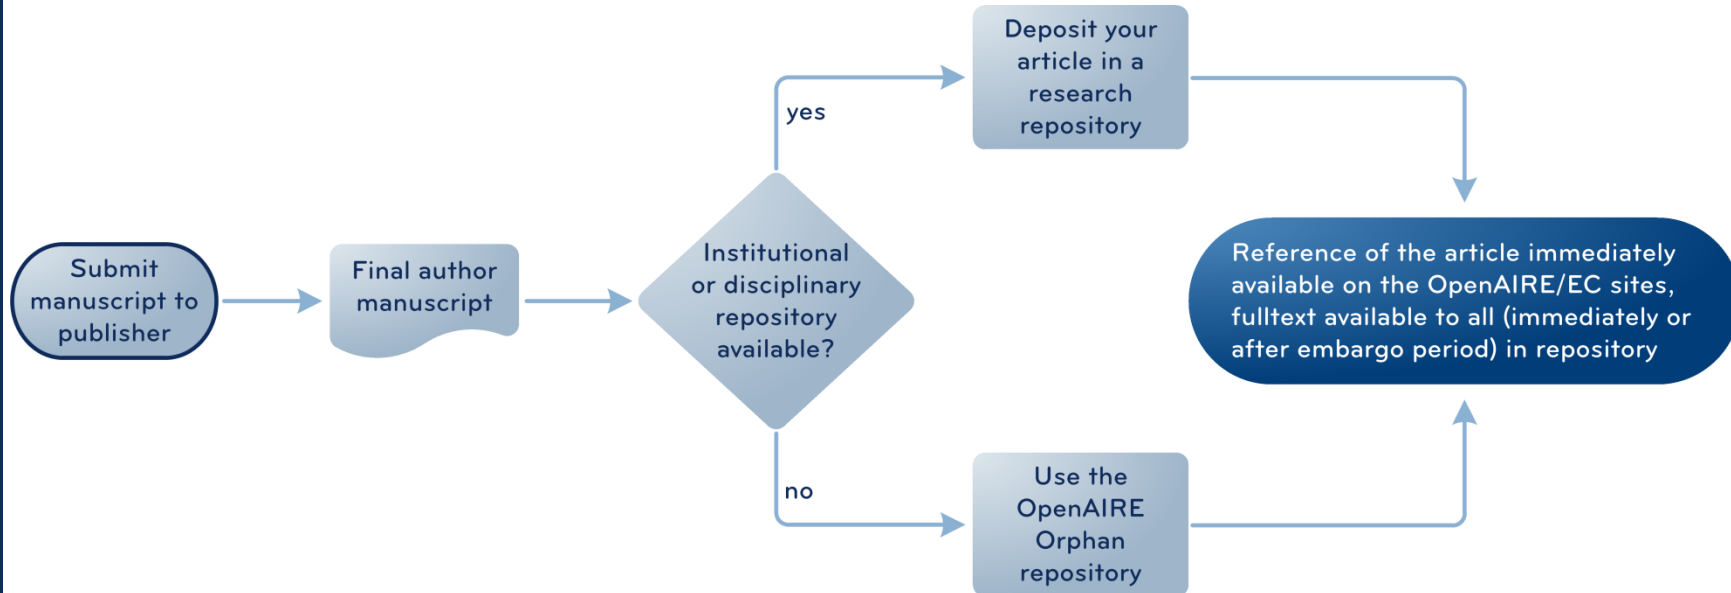 Submit
manuscript to
publisher
Final author
manuscript
Institutional
or disciplinary
repository
available?
yes
Deposit your
article in a
research
repository
no
Use the
OpenAIRE
Orphan
repository
Reference of the article immediately
available on the OpenAIRE/EC sites,
fulltext available to all (immediately or
after embargo period) in repository